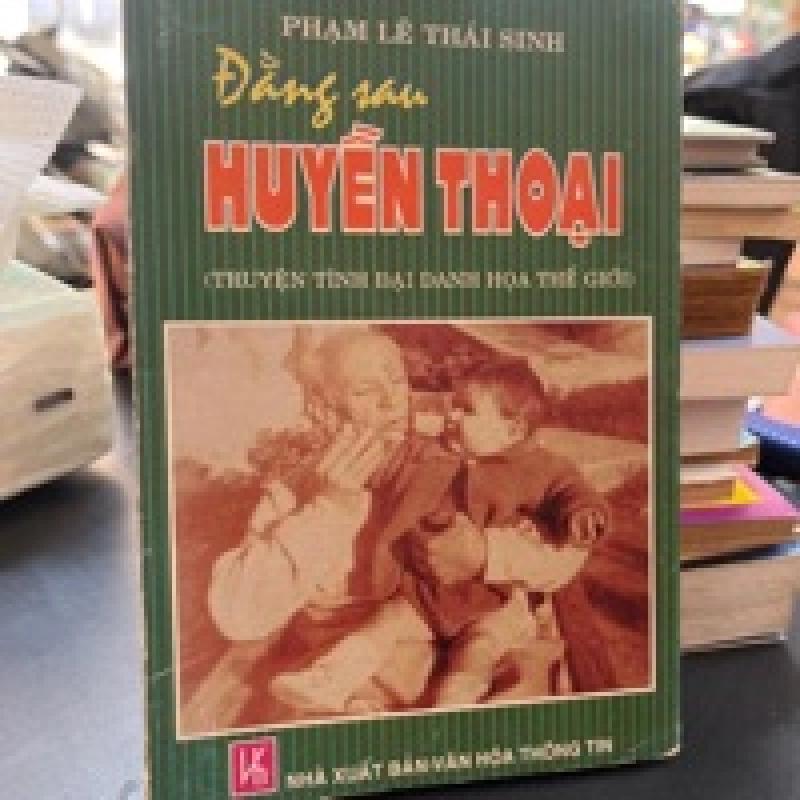 PHẠM LÊ THÁI SINH
Đằng sau
HUYỀN THOẠI
(TRUYỆN TÌNH ĐẠI DANH HỌA THẾ GIỚI)
NHÀ XUẤT BẢN VĂN HÓA THÔNG TIN